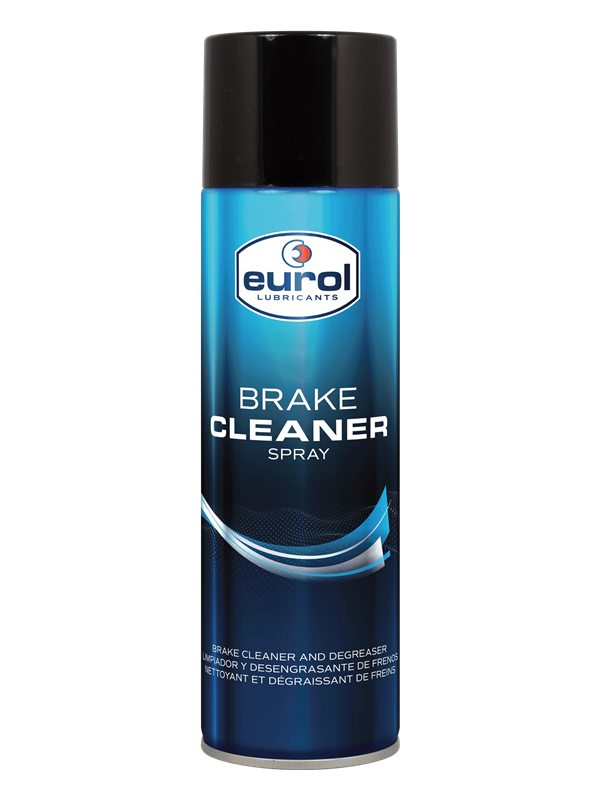 eurol
LUBRICANTS
BRAKE
CLEANER
SPRAY
BRAKE CLEANER AND DEGREASER
LIMPIADOR Y DESENGRASANTE DE FRENOS
NETTOYANT ET DÉGRAISSANT DE FREINS